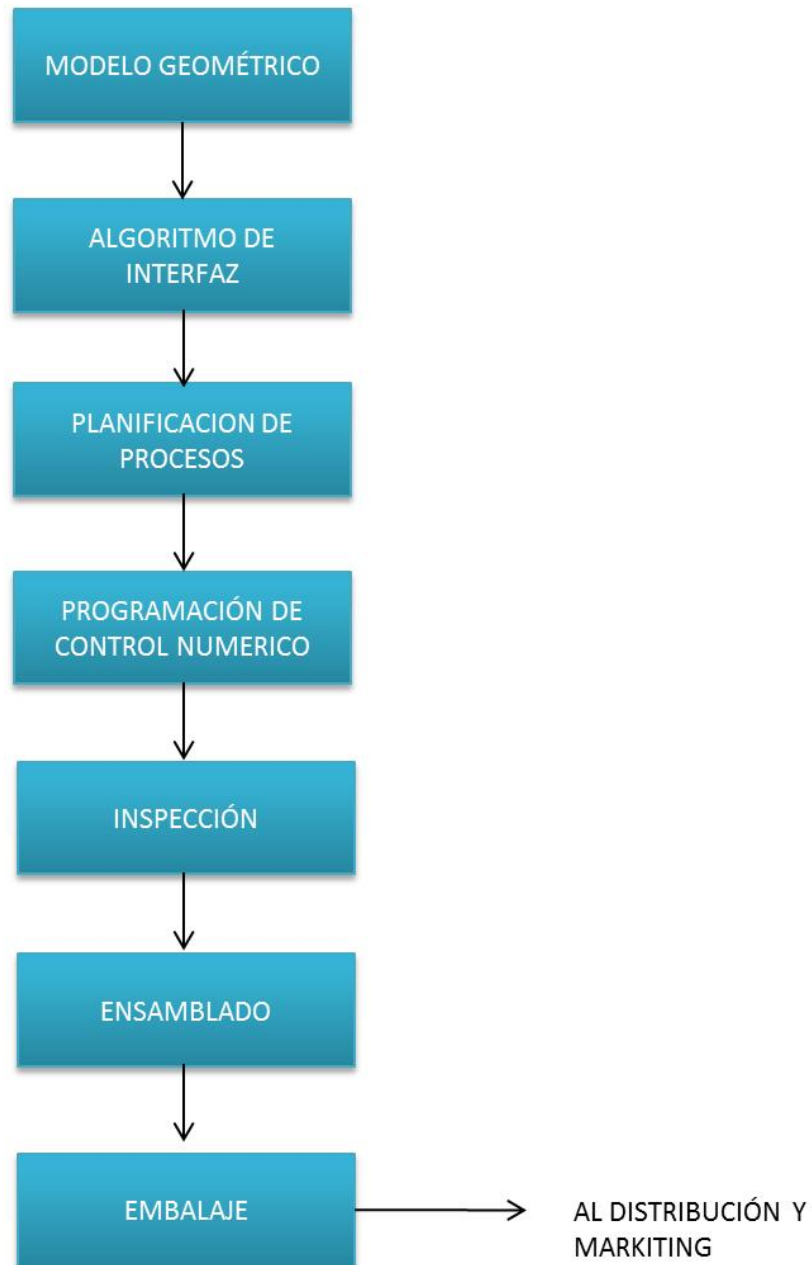 MODELO GEOMÉTRICO
ALGORITMO DE
INTERFAZ
PLANIFICACION DE
PROCESOS
PROGRAMACIÓN DE
CONTROL NUMERICO
INSPECCIÓN
ENSAMBLADO
EMBALAJE
AL DISTRIBUCIÓN Y
MARKITING